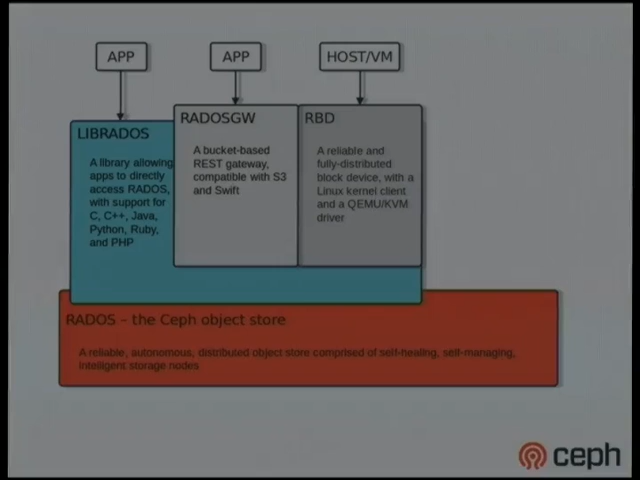 APP
APP
HOST/VM
LIBRADOS
A library allowing
apps to directly
access RADOS,
with support for
C, C++, Java,
Python, Ruby,
and PHP
RADOSGW
A bucket-based
REST gateway,
compatible with S3
and Swift
RBD
A reliable and
fully-distributed
block device, with a
Linux kernel client
and a QEMU/KVM
driver
RADOS – the Ceph object store
A reliable, autonomous, distributed object store comprised of self-healing, self-managing,
intelligent storage nodes
ceph